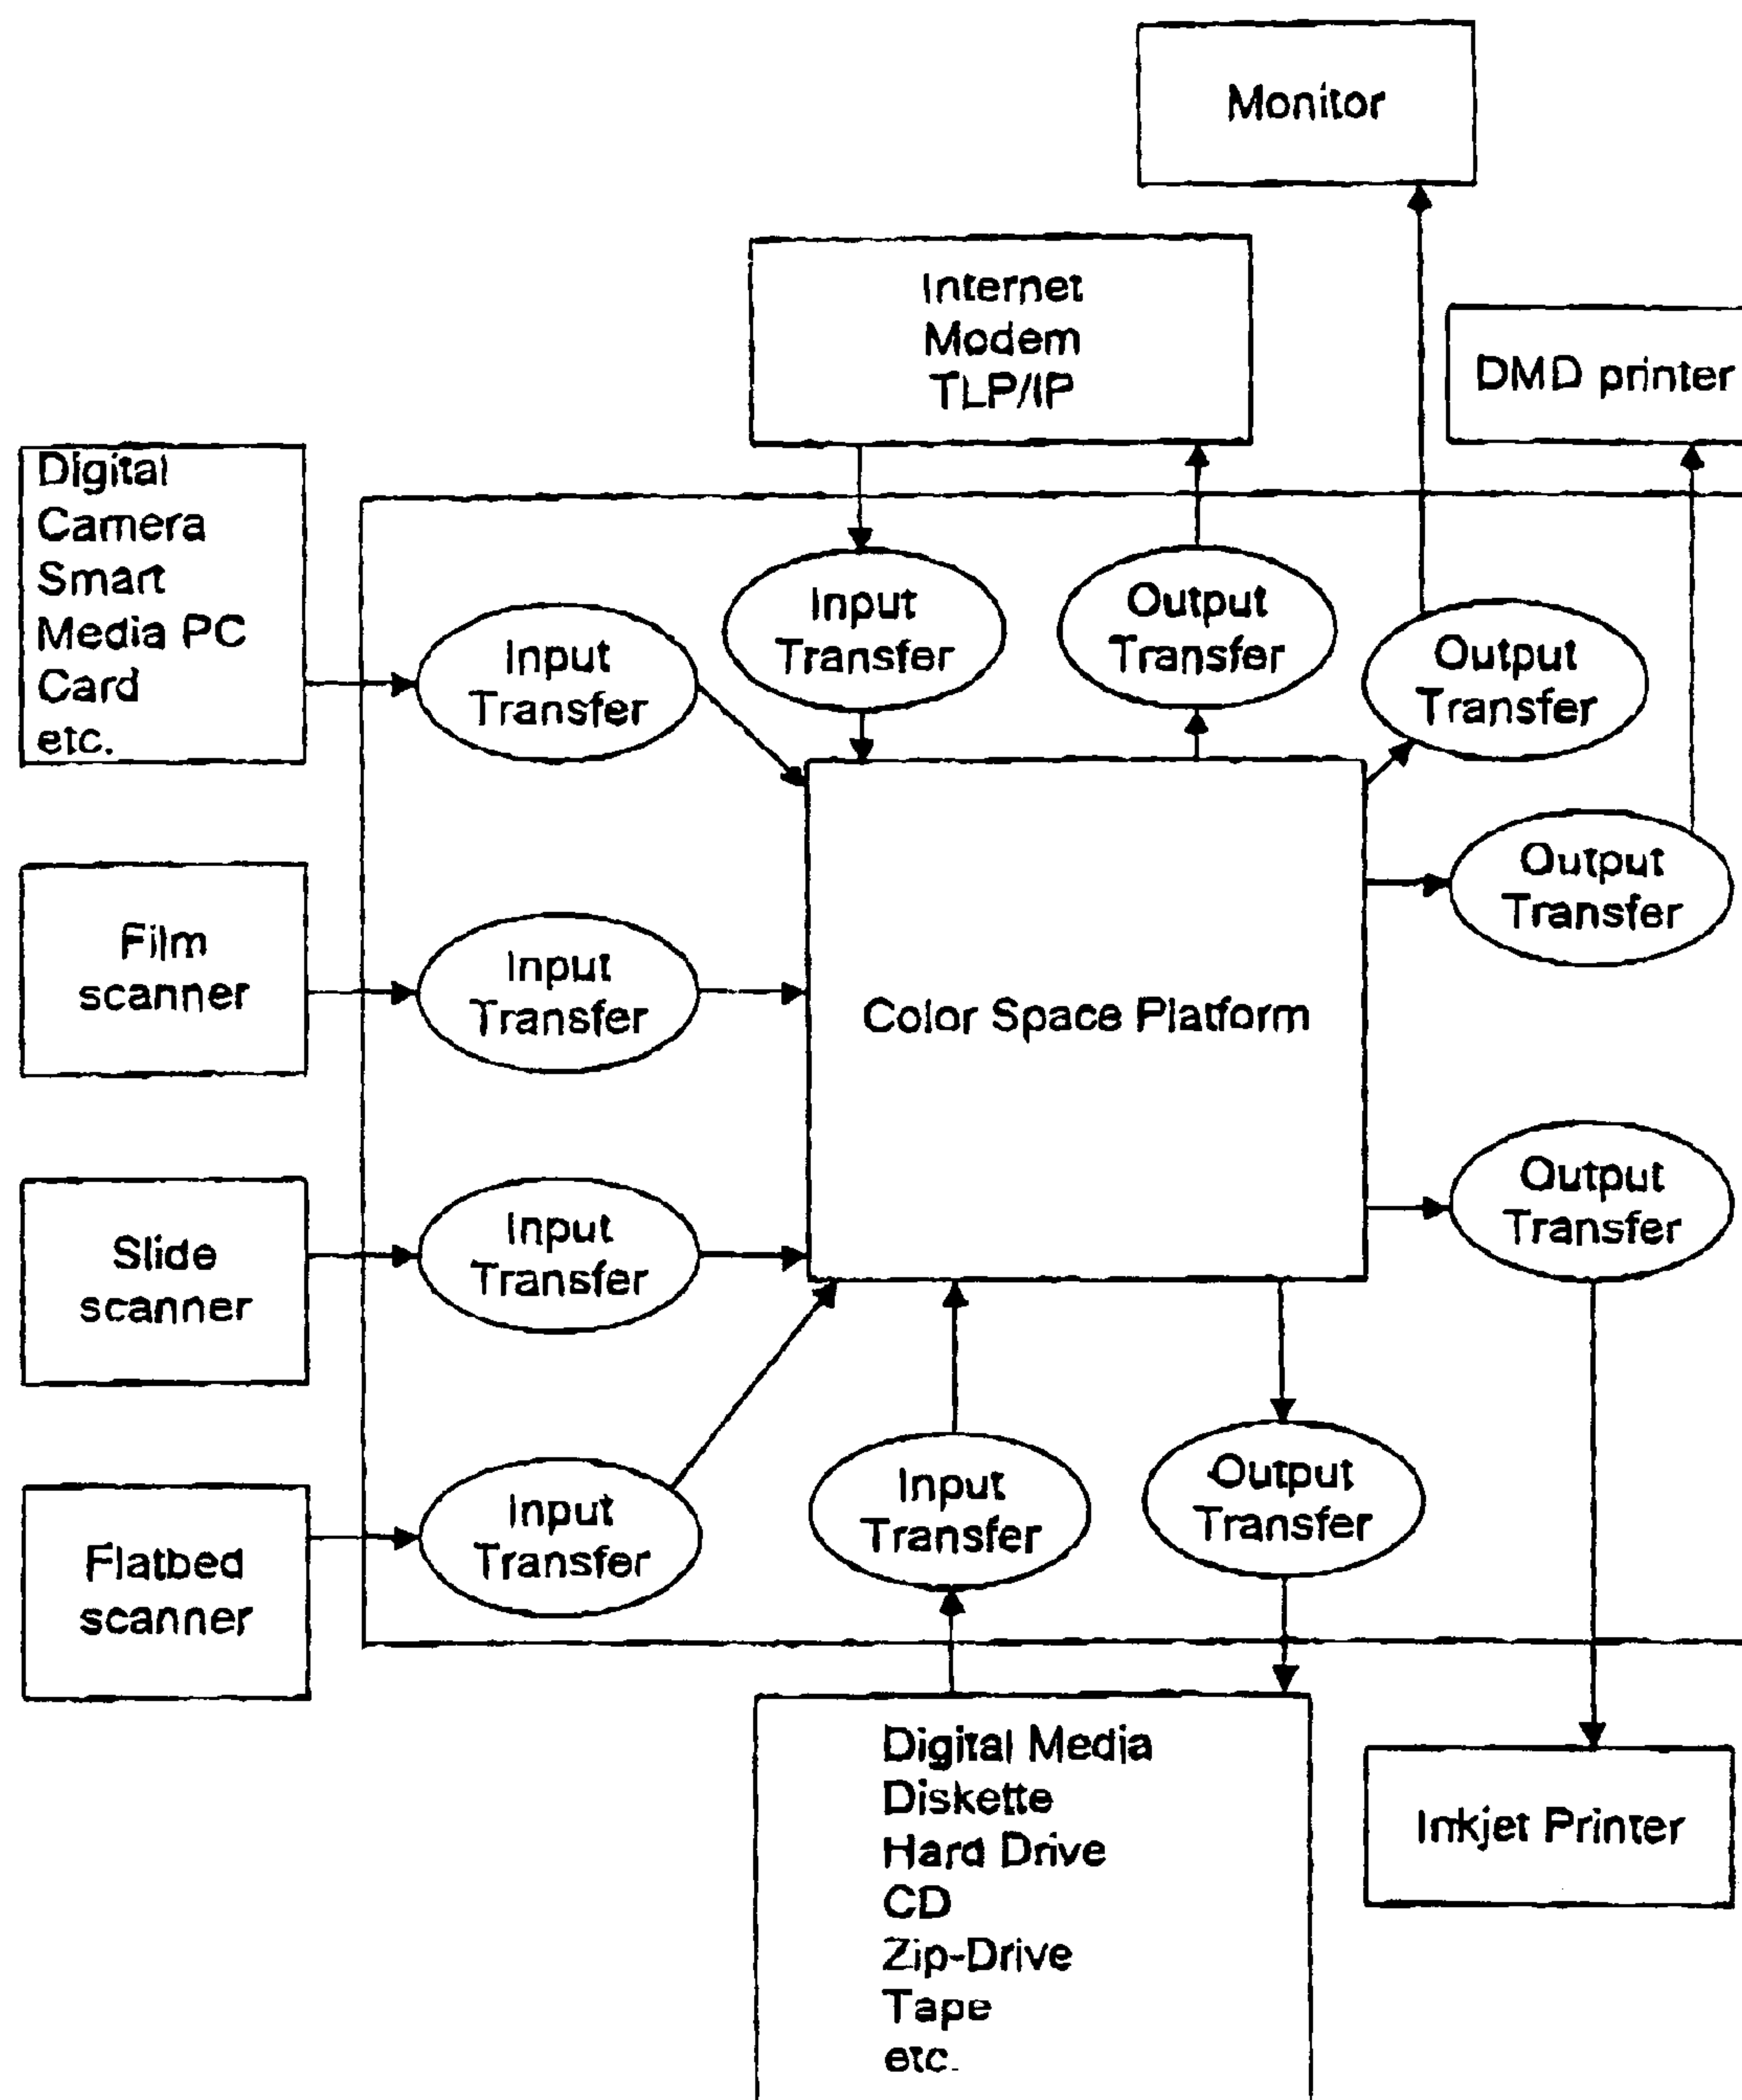 Monitor
Internet
Modem
TLP/IP
DMD printer
Digital
Camera
Smart
Media PC
Card
etc.
Input
Transfer
Output
Transfer
Input
Transfer
Output
Transfer
Output
Transfer
Film
scanner
Input
Transfer
Color Space Platform
Output
Transfer
Slide
scanner
Input
Transfer
Flatbed
scanner
Input
Transfer
Input
Transfer
Output
Transfer
Digital Media
Diskette
Hard Drive
CD
Zip-Drive
Tape
etc.
Inkjet Printer